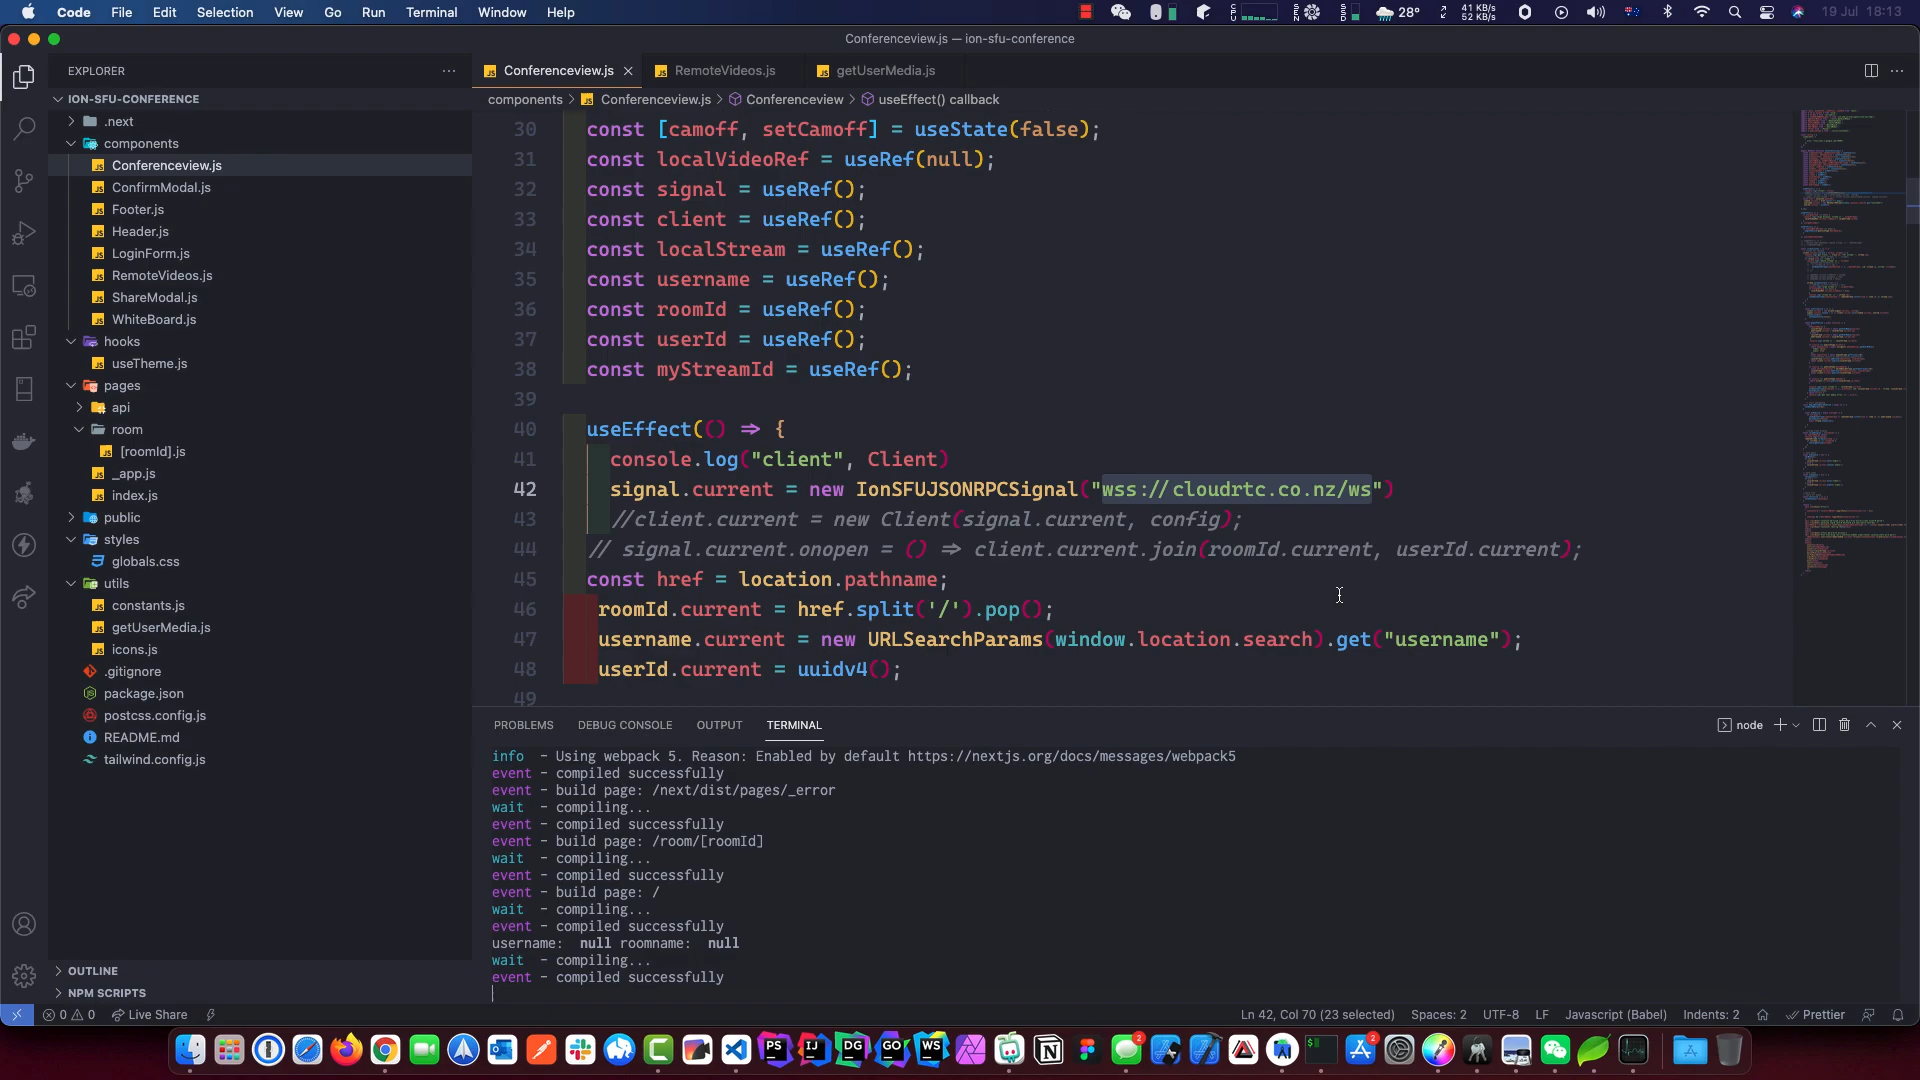 Code File Edit Selection View Go Run Terminal Window Help 28° 41 KB/s 52 KB/s 19 Jul 18:13
Conferenceview.js — ion-sfu-conference
EXPLORER
ION-SFU-CONFERENCE
.next
components
Conferenceview.js
ConfirmModal.js
Footer.js
Header.js
LoginForm.js
RemoteVideos.js
ShareModal.js
WhiteBoard.js
hooks
useTheme.js
pages
api
room
[roomId].js
_app.js
index.js
public
styles
globals.css
utils
constants.js
getUserMedia.js
icons.js
.gitignore
package.json
postcss.config.js
README.md
tailwind.config.js
OUTLINE
NPM SCRIPTS
Conferenceview.js RemoteVideos.js getUserMedia.js
components > Conferenceview.js > Conferenceview > useEffect() callback
30 const [camoff, setCamoff] = useState(false);
31 const localVideoRef = useRef(null);
32 const signal = useRef();
33 const client = useRef();
34 const localStream = useRef();
35 const username = useRef();
36 const roomId = useRef();
37 const userId = useRef();
38 const myStreamId = useRef();
39
40 useEffect(() => {
41 console.log("client", Client)
42 signal.current = new IonSFUJSONRPCSignal("wss://cloudrtc.co.nz/ws")
43 //client.current = new Client(signal.current, config);
44 // signal.current.onopen = () => client.current.join(roomId.current, userId.current);
45 const href = location.pathname;
46 roomId.current = href.split('/').pop();
47 username.current = new URLSearchParams(window.location.search).get("username");
48 userId.current = uuidv4();
49
PROBLEMS DEBUG CONSOLE OUTPUT TERMINAL node
info - Using webpack 5. Reason: Enabled by default https://nextjs.org/docs/messages/webpack5
event - compiled successfully
event - build page: /next/dist/pages/_error
wait - compiling...
event - compiled successfully
event - build page: /room/[roomId]
wait - compiling...
event - compiled successfully
event - build page: /
wait - compiling...
event - compiled successfully
username: null roomname: null
wait - compiling...
event - compiled successfully
0 0 Live Share Ln 42, Col 70 (23 selected) Spaces: 2 UTF-8 LF Javascript (Babel) Indents: 2 Prettier
PS IJ DG GO WS 2 2